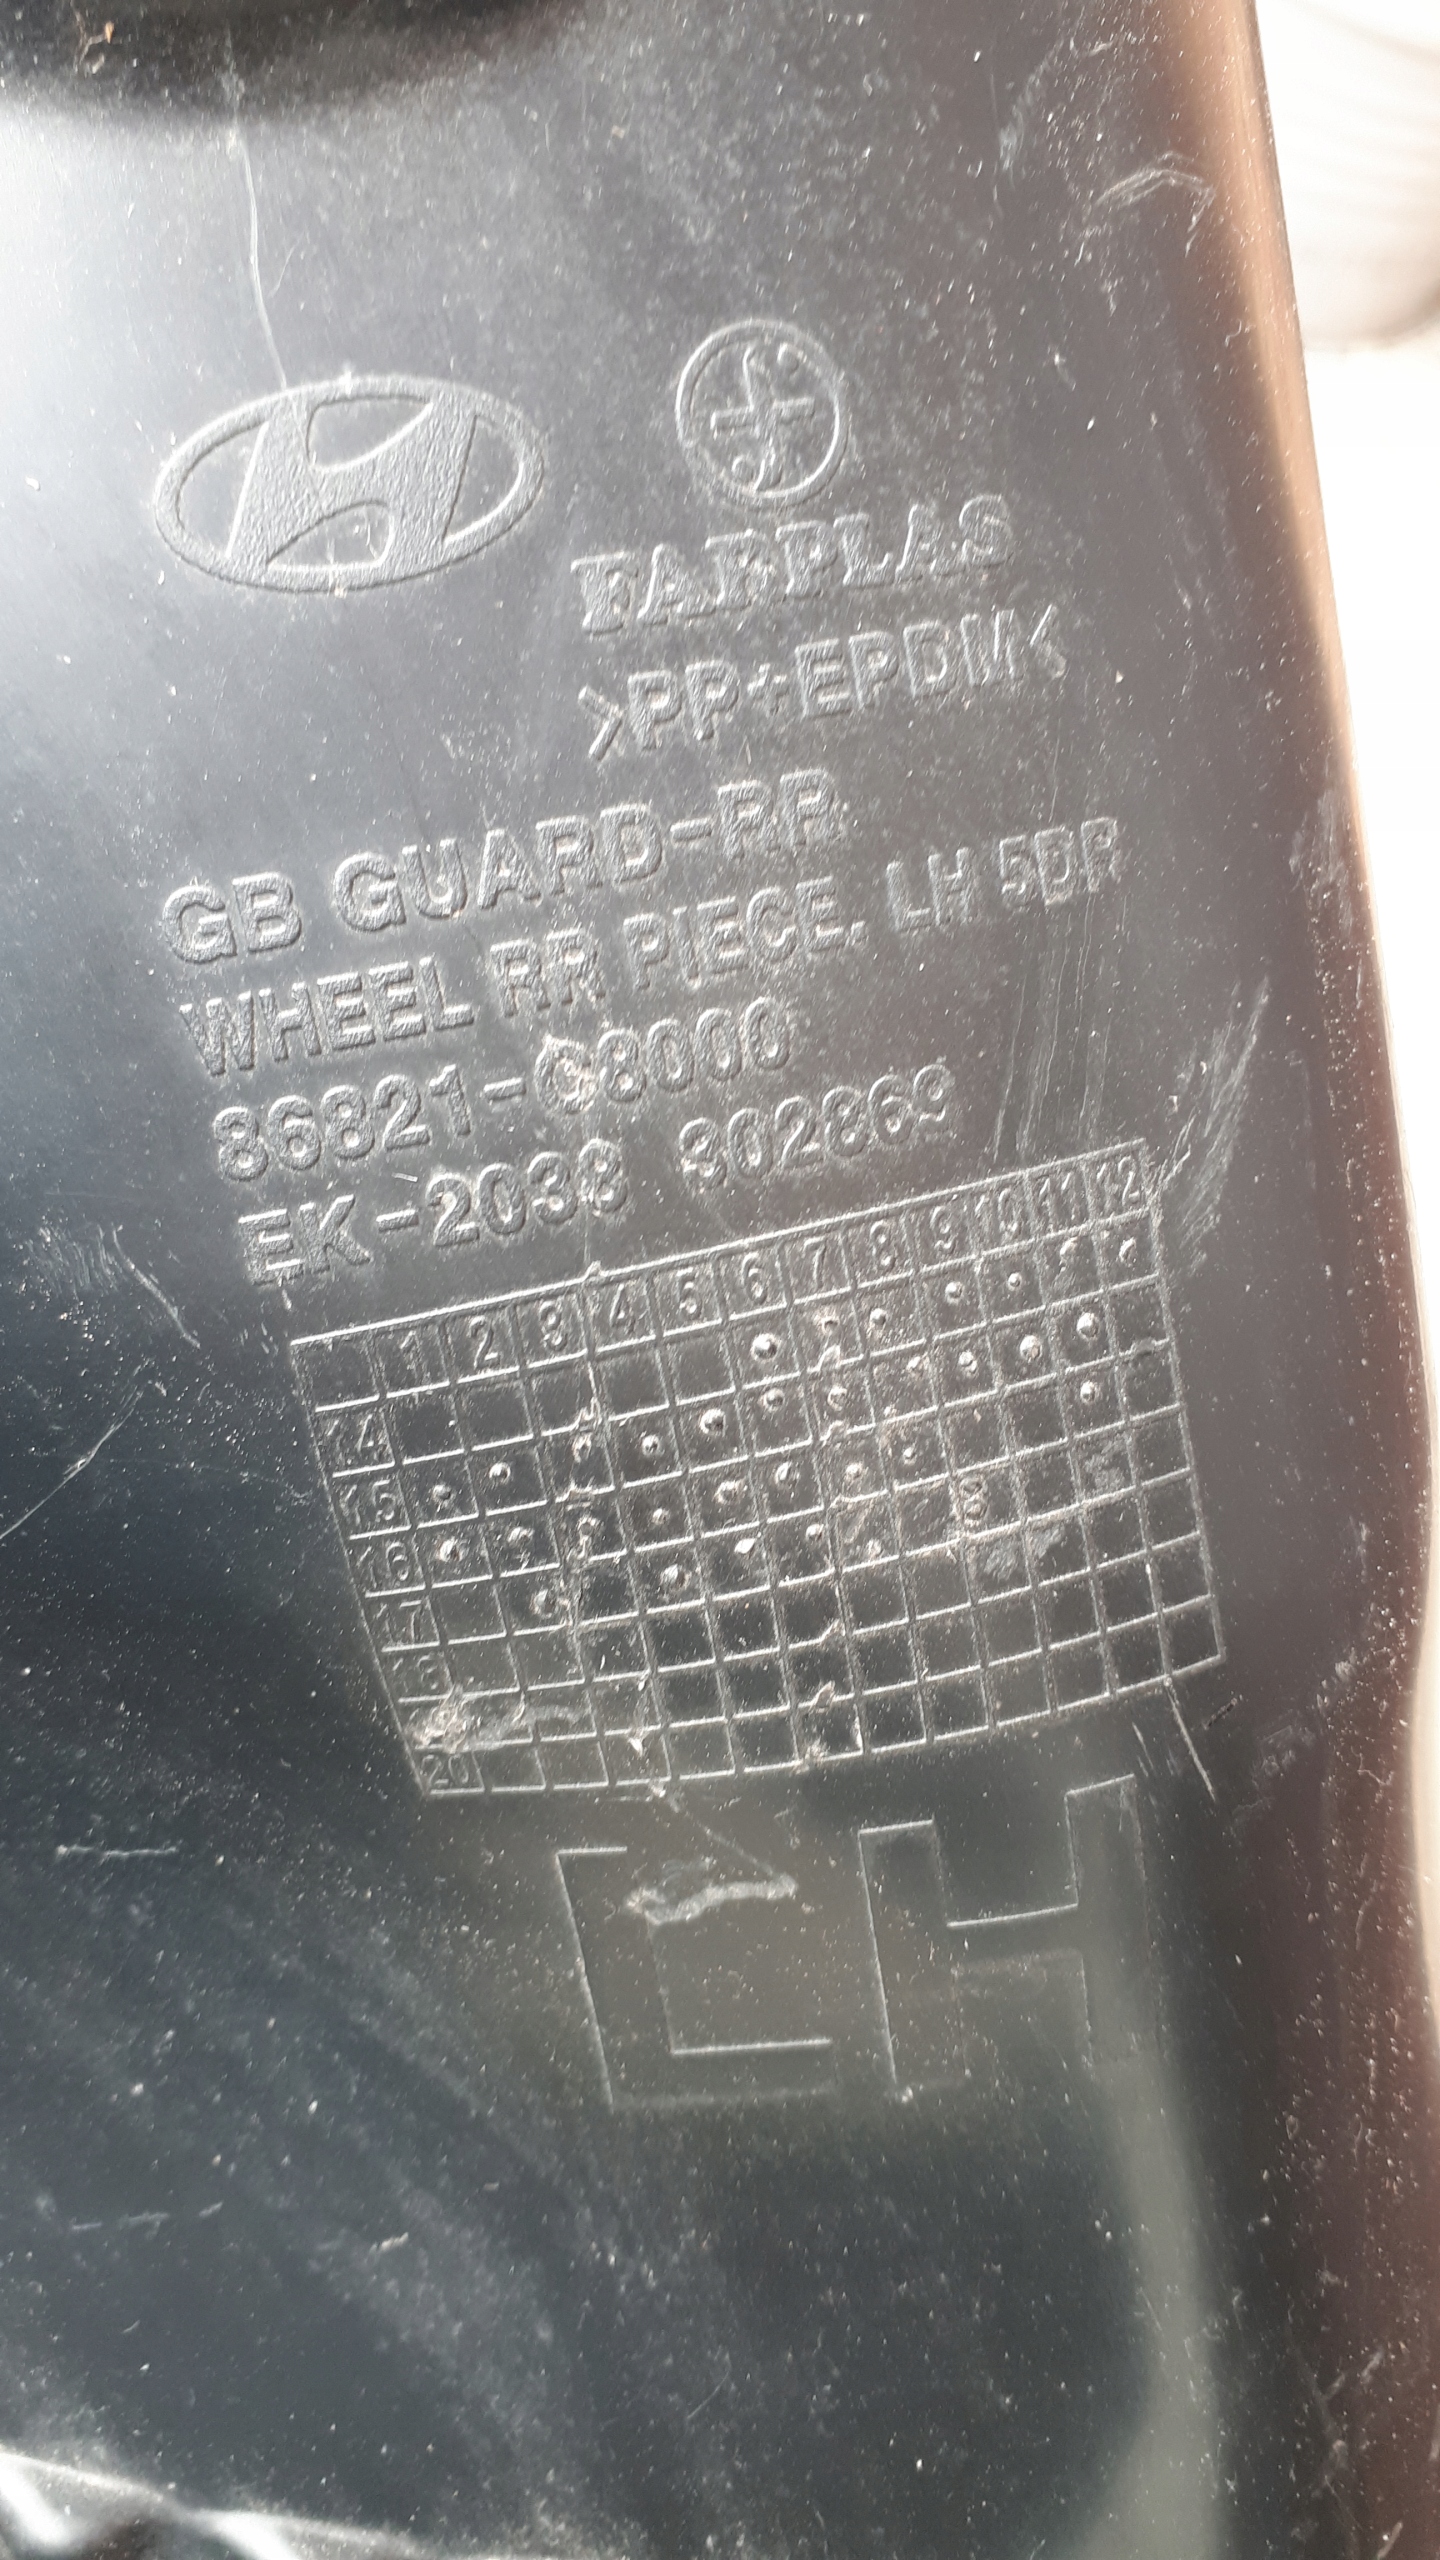 FARPLAS
>PP+EPDM<
GB GUARD-RR
WHEEL RR PIECE. LH 5DR
86821-C8000
EK-2038 302869
1 2 3 4 5 6 7 8 9 10 11 12
14
15
16
17
18
20
LH